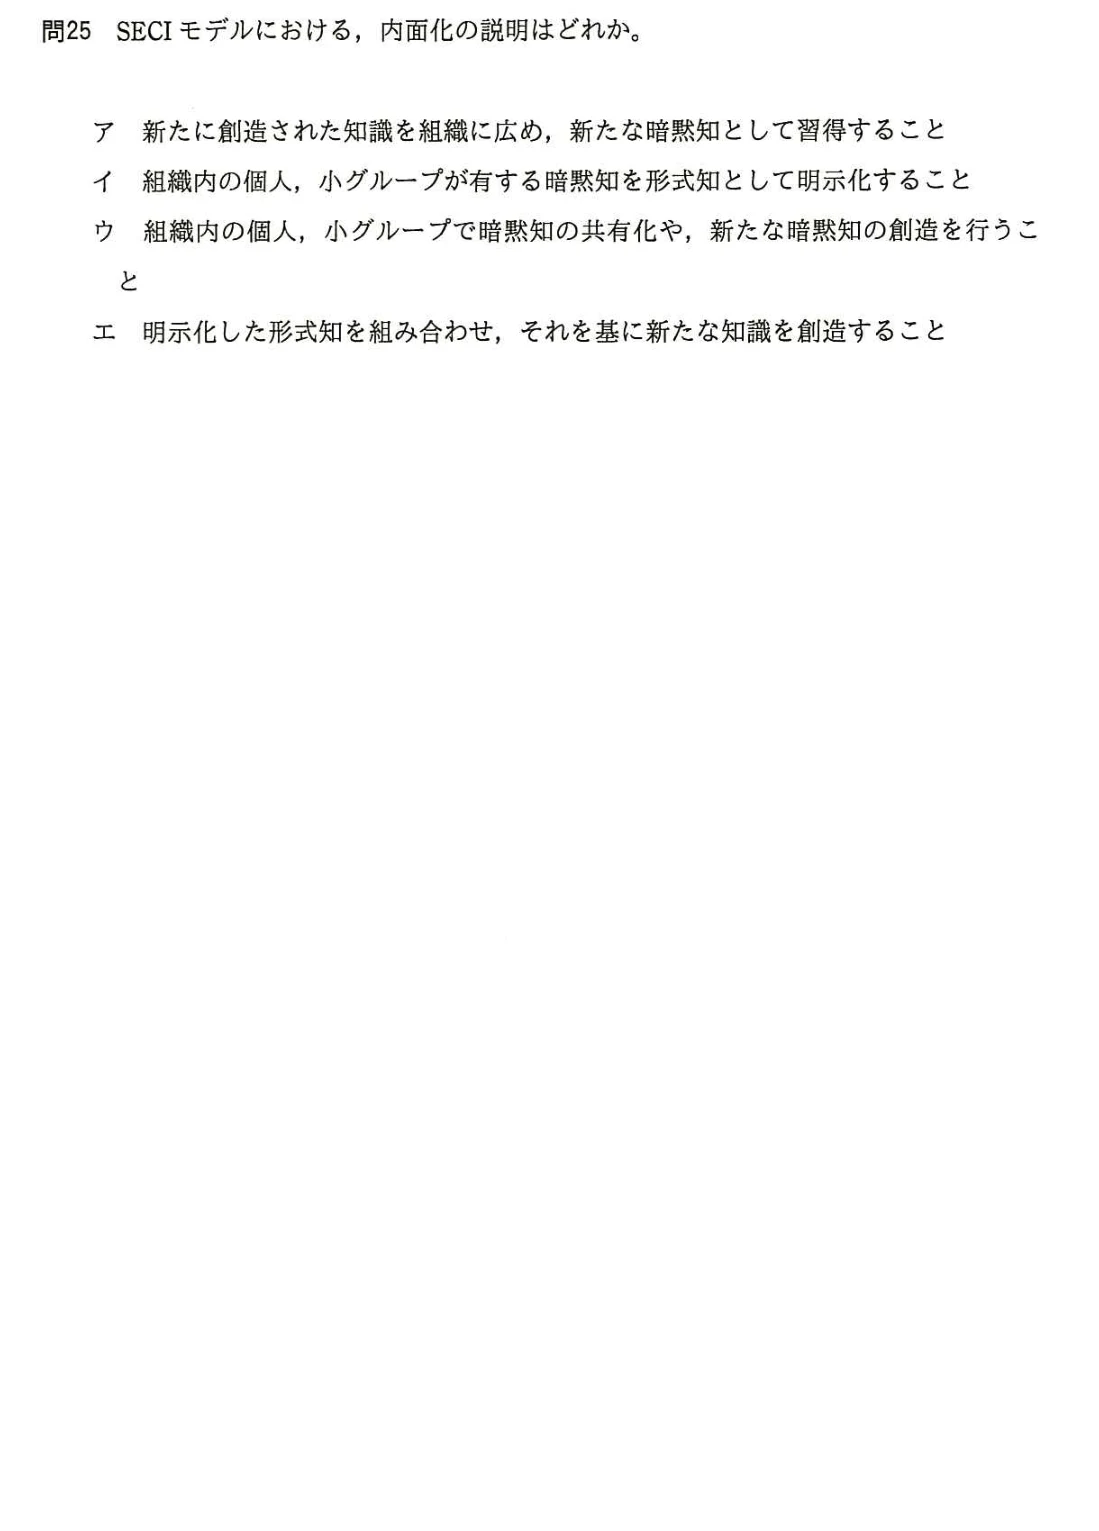 問25　SECI モデルにおける，内面化の説明はどれか。
ア　新たに創造された知識を組織に広め，新たな暗黙知として習得すること
イ　組織内の個人，小グループが有する暗黙知を形式知として明示化すること
ウ　組織内の個人，小グループで暗黙知の共有化や，新たな暗黙知の創造を行うこ
と
エ　明示化した形式知を組み合わせ，それを基に新たな知識を創造すること